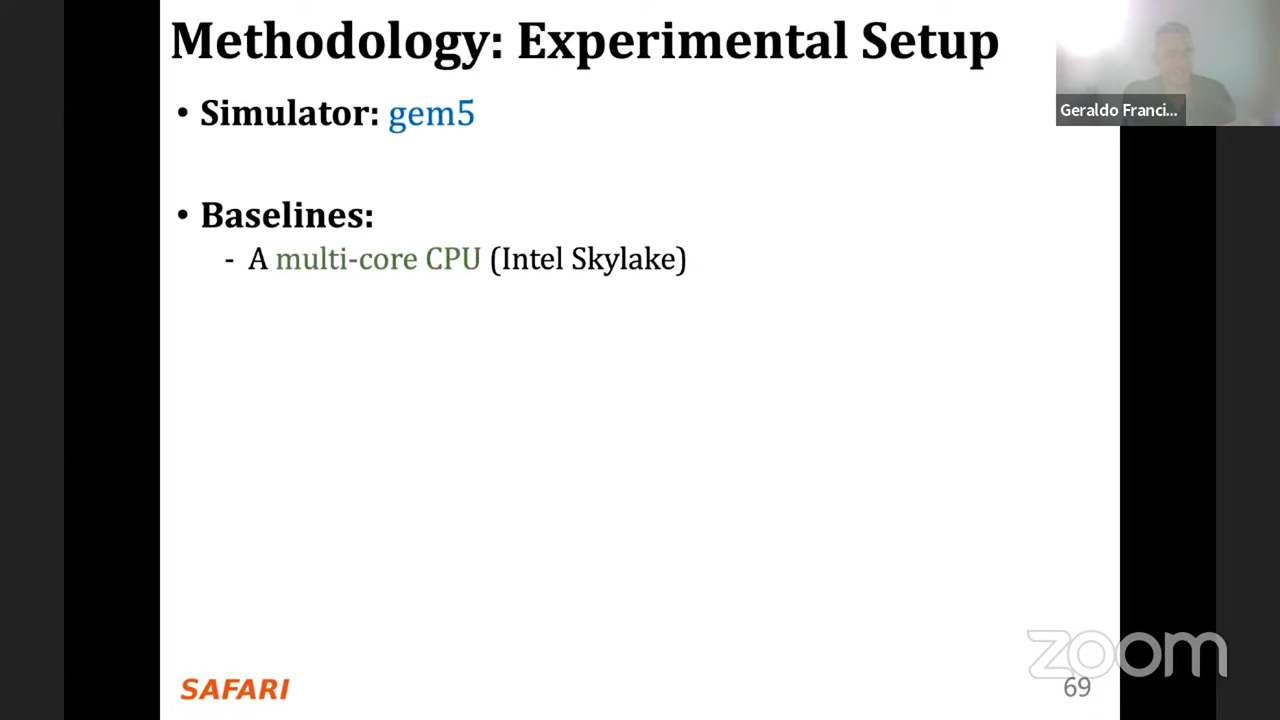 Methodology: Experimental Setup
Geraldo Franci...
• Simulator: gem5
• Baselines:
- A multi-core CPU (Intel Skylake)
zoom
SAFARI
69